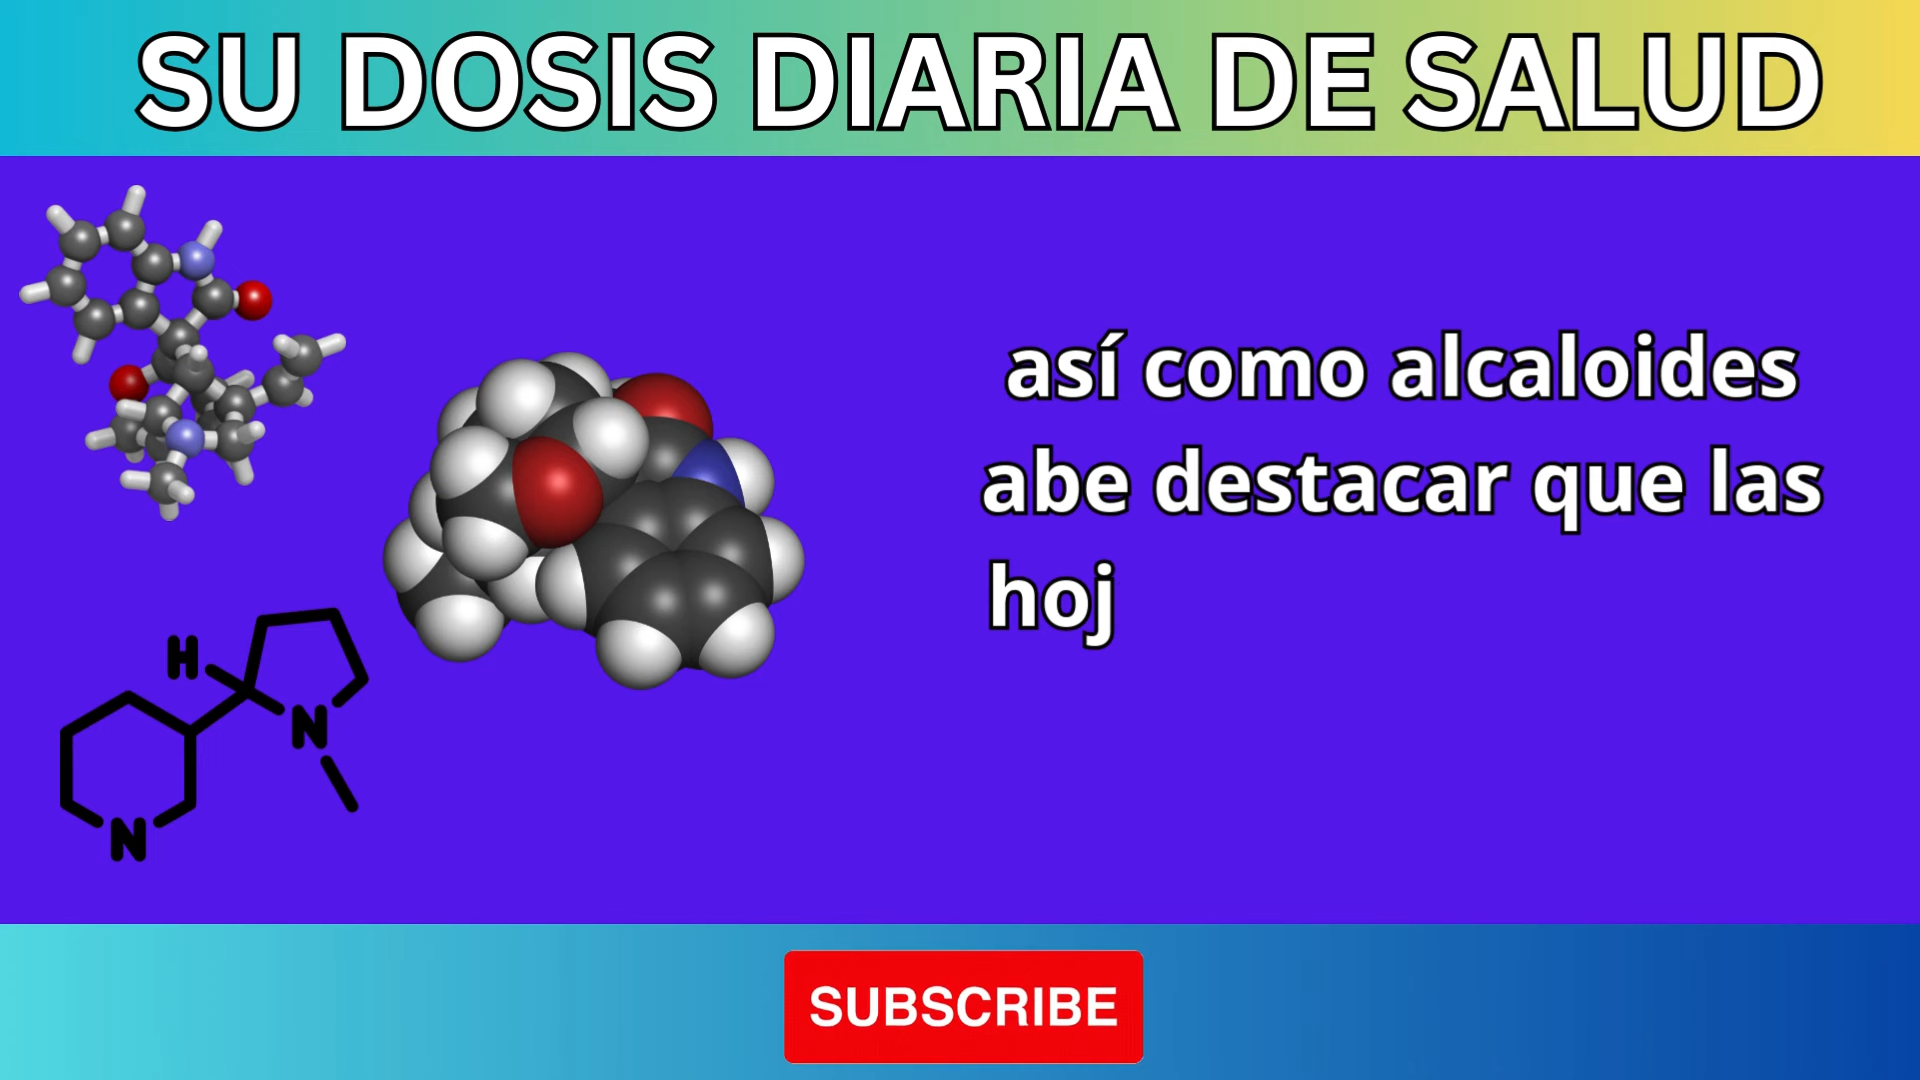 SU DOSIS DIARIA DE SALUD
así como alcaloides
abe destacar que las
hoj
H
N
N
SUBSCRIBE